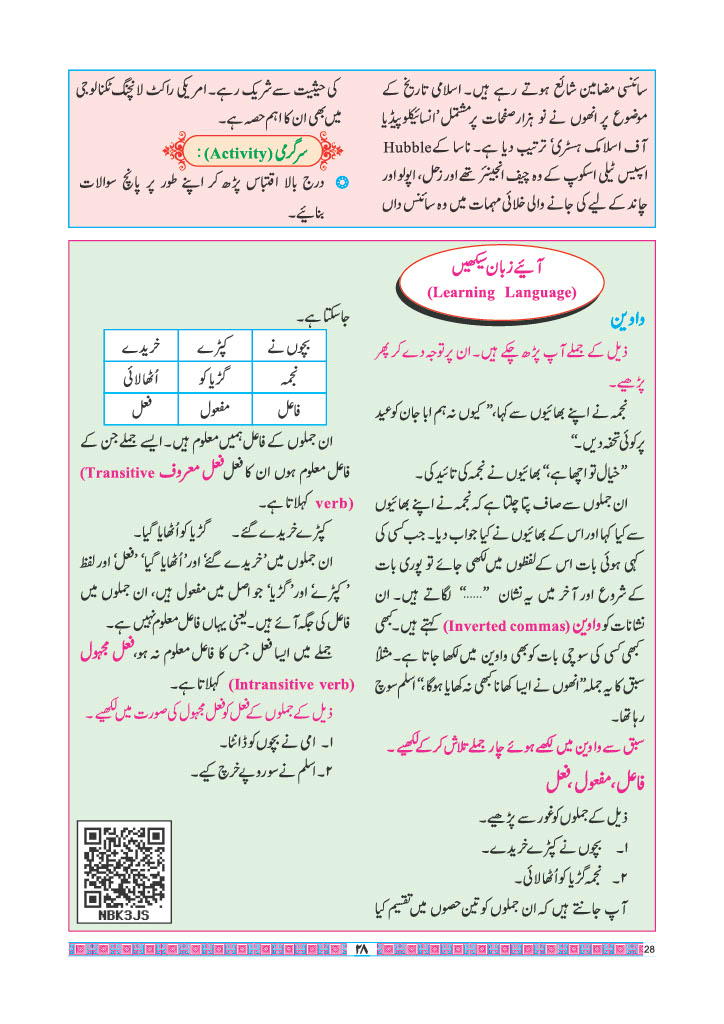 سائنسی مضامین شائع ہوتے رہے ہیں۔ اسلامی تاریخ کے
موضوع پر انھوں نے نو ہزار صفحات پر مشتمل ’انسائیکلوپیڈیا
آف اسلامک ہسٹری‘ ترتیب دیا ہے۔ ناسا کے Hubble
اسپیس ٹیلی اسکوپ کے وہ چیف انجینئر تھے اور زحل، اپولو اور
چاند کے لیے کی جانے والی خلائی مہمات میں وہ سائنس داں
کی حیثیت سے شریک رہے۔ امریکی راکٹ لانچنگ ٹکنالوجی
میں بھی ان کا اہم حصہ ہے۔
سرگرمی (Activity) :
درج بالا اقتباس پڑھ کر اپنے طور پر پانچ سوالات
بنائیے۔
آئیے زبان سیکھیں
(Learning Language)
واوین
ذیل کے جملے آپ پڑھ چکے ہیں۔ ان پر توجہ دے کر پھر
پڑھیے۔
نجمہ نے اپنے بھائیوں سے کہا، ”کیوں نہ ہم ابا جان کو عید
پر کوئی تحفہ دیں۔“
”خیال تو اچھا ہے،“ بھائیوں نے نجمہ کی تائید کی۔
ان جملوں سے صاف پتا چلتا ہے کہ نجمہ نے اپنے بھائیوں
سے کیا کہا اور اس کے بھائیوں نے کیا جواب دیا۔ جب کسی کی
کہی ہوئی بات اس کے لفظوں میں لکھی جائے تو پوری بات
کے شروع اور آخر میں یہ نشان ”......“ لگاتے ہیں۔ ان
نشانات کو واوین (Inverted commas) کہتے ہیں۔ کبھی
کبھی کسی کی سوچی بات کو بھی واوین میں لکھا جاتا ہے۔ مثلاً
سبق کا یہ جملہ ”انھوں نے ایسا کھانا کبھی نہ کھایا ہوگا،“ اسلم سوچ
رہا تھا۔
سبق سے واوین میں لکھے ہوئے چار جملے تلاش کر کے لکھیے۔
فاعل، مفعول، فعل
ذیل کے جملوں کو غور سے پڑھیے۔
۱۔ بچوں نے کپڑے خریدے۔
۲۔ نجمہ گڑیا کو اُٹھا لائی۔
آپ جانتے ہیں کہ ان جملوں کو تین حصوں میں تقسیم کیا
جاسکتا ہے۔
بچوں نے کپڑے خریدے
نجمہ گڑیا کو اُٹھا لائی
فاعل مفعول فعل
ان جملوں کے فاعل ہمیں معلوم ہیں۔ ایسے جملے جن کے
فاعل معلوم ہوں ان کا فعل فعل معروف (Transitive
verb) کہلاتا ہے۔
کپڑے خریدے گئے۔ گڑیا کو اُٹھایا گیا۔
ان جملوں میں ’خریدے گئے‘ اور ’اُٹھایا گیا‘ ’فعل‘ اور لفظ
’کپڑے‘ اور ’گڑیا‘ جو اصل میں مفعول ہیں، ان جملوں میں
فاعل کی جگہ آئے ہیں۔ یعنی یہاں فاعل معلوم نہیں ہے۔
جملے میں ایسا فعل جس کا فاعل معلوم نہ ہو، فعل مجہول
(Intransitive verb) کہلاتا ہے۔
ذیل کے جملوں کے فعل کو فعل مجہول کی صورت میں لکھیے۔
۱۔ امی نے بچوں کو ڈانٹا۔
۲۔ اسلم نے سو روپے خرچ کیے۔
NBK3JS
۲۸
28